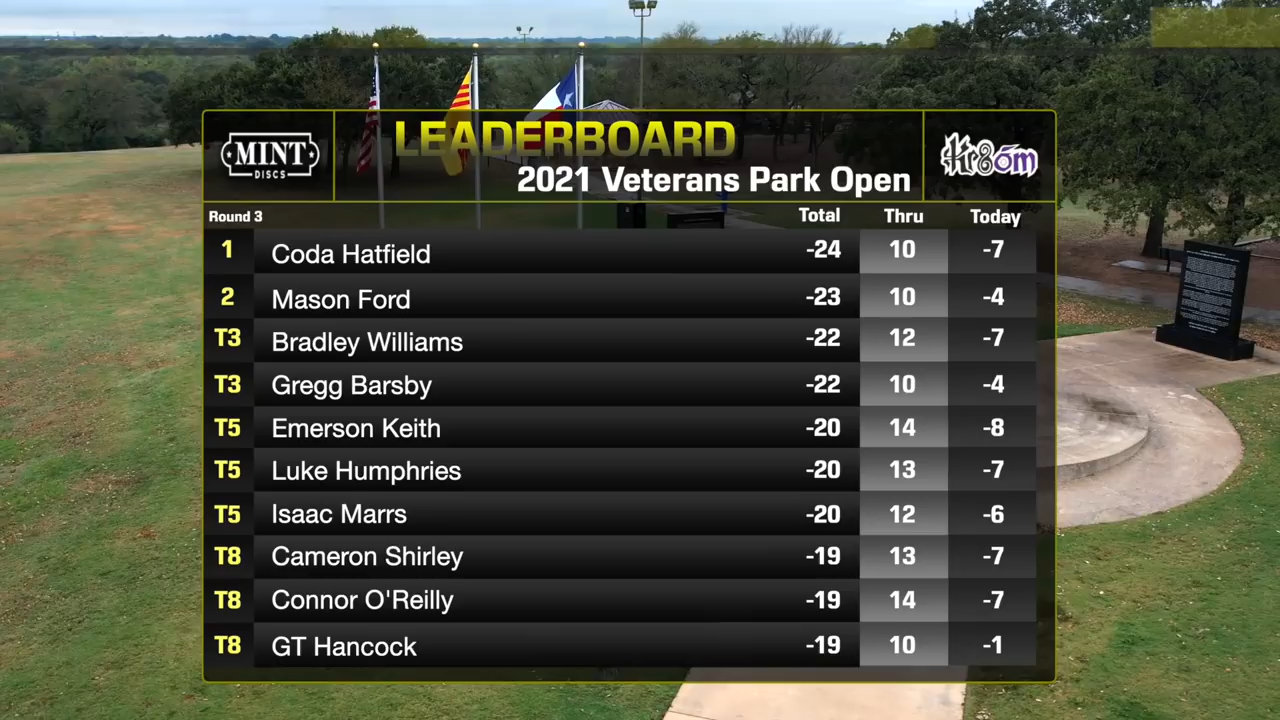 MINT
DISCS
LEADERBOARD
2021 Veterans Park Open
Kr8ōm
Round 3 Total Thru Today
1 Coda Hatfield -24 10 -7
2 Mason Ford -23 10 -4
T3 Bradley Williams -22 12 -7
T3 Gregg Barsby -22 10 -4
T5 Emerson Keith -20 14 -8
T5 Luke Humphries -20 13 -7
T5 Isaac Marrs -20 12 -6
T8 Cameron Shirley -19 13 -7
T8 Connor O'Reilly -19 14 -7
T8 GT Hancock -19 10 -1